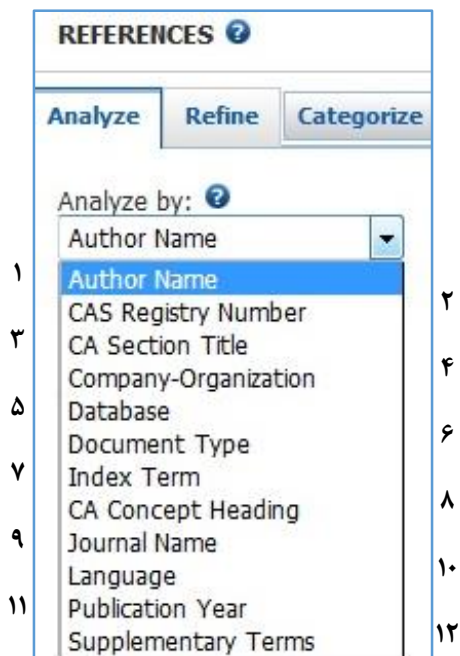 REFERENCES
Analyze Refine Categorize
Analyze by:
Author Name
۱ Author Name
CAS Registry Number ۲
۳ CA Section Title
Company-Organization ۴
۵ Database
Document Type ۶
۷ Index Term
CA Concept Heading ۸
۹ Journal Name
Language ۱۰
۱۱ Publication Year
Supplementary Terms ۱۲